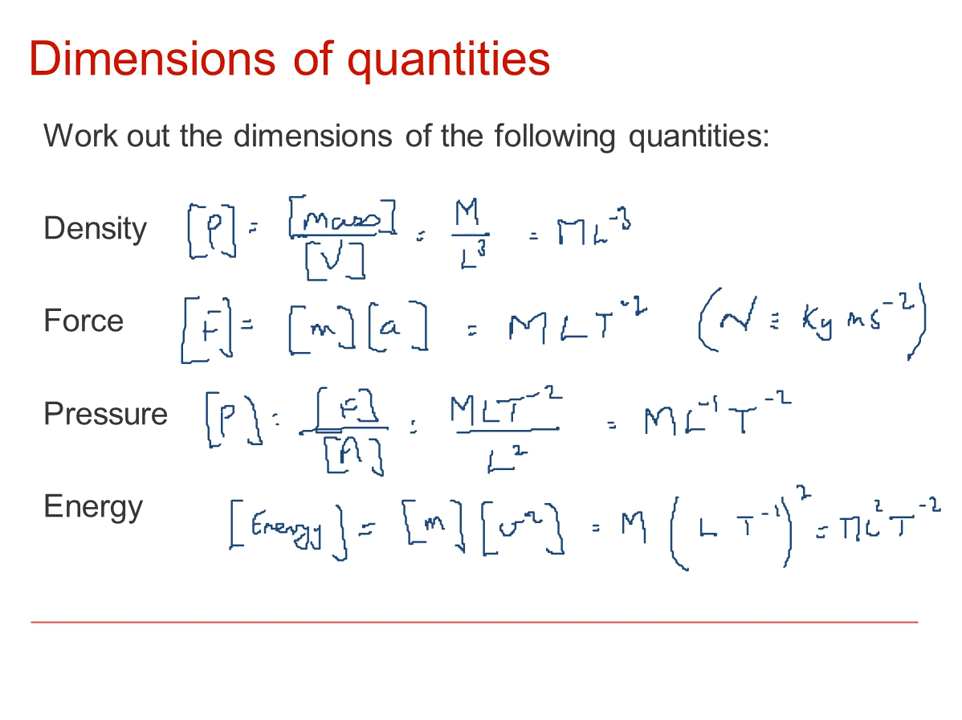 Dimensions of quantities
Work out the dimensions of the following quantities:
Density [ρ] = [mass]/[V] = M/L³ = ML⁻³
Force [F] = [m][a] = MLT⁻² (N ≡ Kg ms⁻²)
Pressure [P] = [F]/[A] = MLT⁻²/L² = ML⁻¹T⁻²
Energy [Energy] = [m][v²] = M(LT⁻¹)² = ML²T⁻²